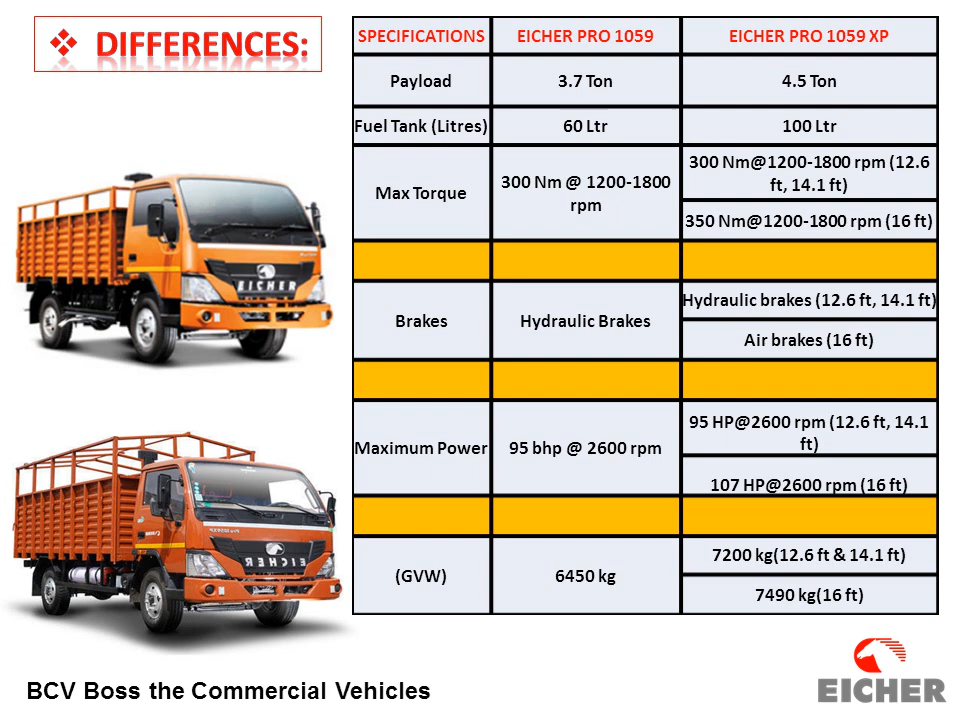 ❖ DIFFERENCES:
SPECIFICATIONS EICHER PRO 1059 EICHER PRO 1059 XP
Payload 3.7 Ton 4.5 Ton
Fuel Tank (Litres) 60 Ltr 100 Ltr
Max Torque
300 Nm @ 1200-1800
rpm
300 Nm@1200-1800 rpm (12.6
ft, 14.1 ft)
350 Nm@1200-1800 rpm (16 ft)
Brakes Hydraulic Brakes
Hydraulic brakes (12.6 ft, 14.1 ft)
Air brakes (16 ft)
Maximum Power 95 bhp @ 2600 rpm
95 HP@2600 rpm (12.6 ft, 14.1
ft)
107 HP@2600 rpm (16 ft)
(GVW) 6450 kg
7200 kg(12.6 ft & 14.1 ft)
7490 kg(16 ft)
EICHER
EICHER
BCV Boss the Commercial Vehicles
EICHER